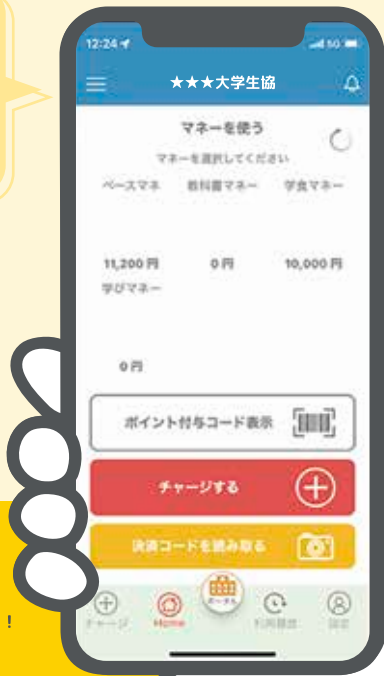 12:24
5G
★★★大学生協
マネーを使う
マネーを選択してください
ベースマネ 教科書マネー 学食マネー
11,200 円 0 円 10,000 円
学びマネー
0 円
ポイント付与コード表示
チャージする
決済コードを読み取る
チャージ Home ポータル 利用履歴 設定
!